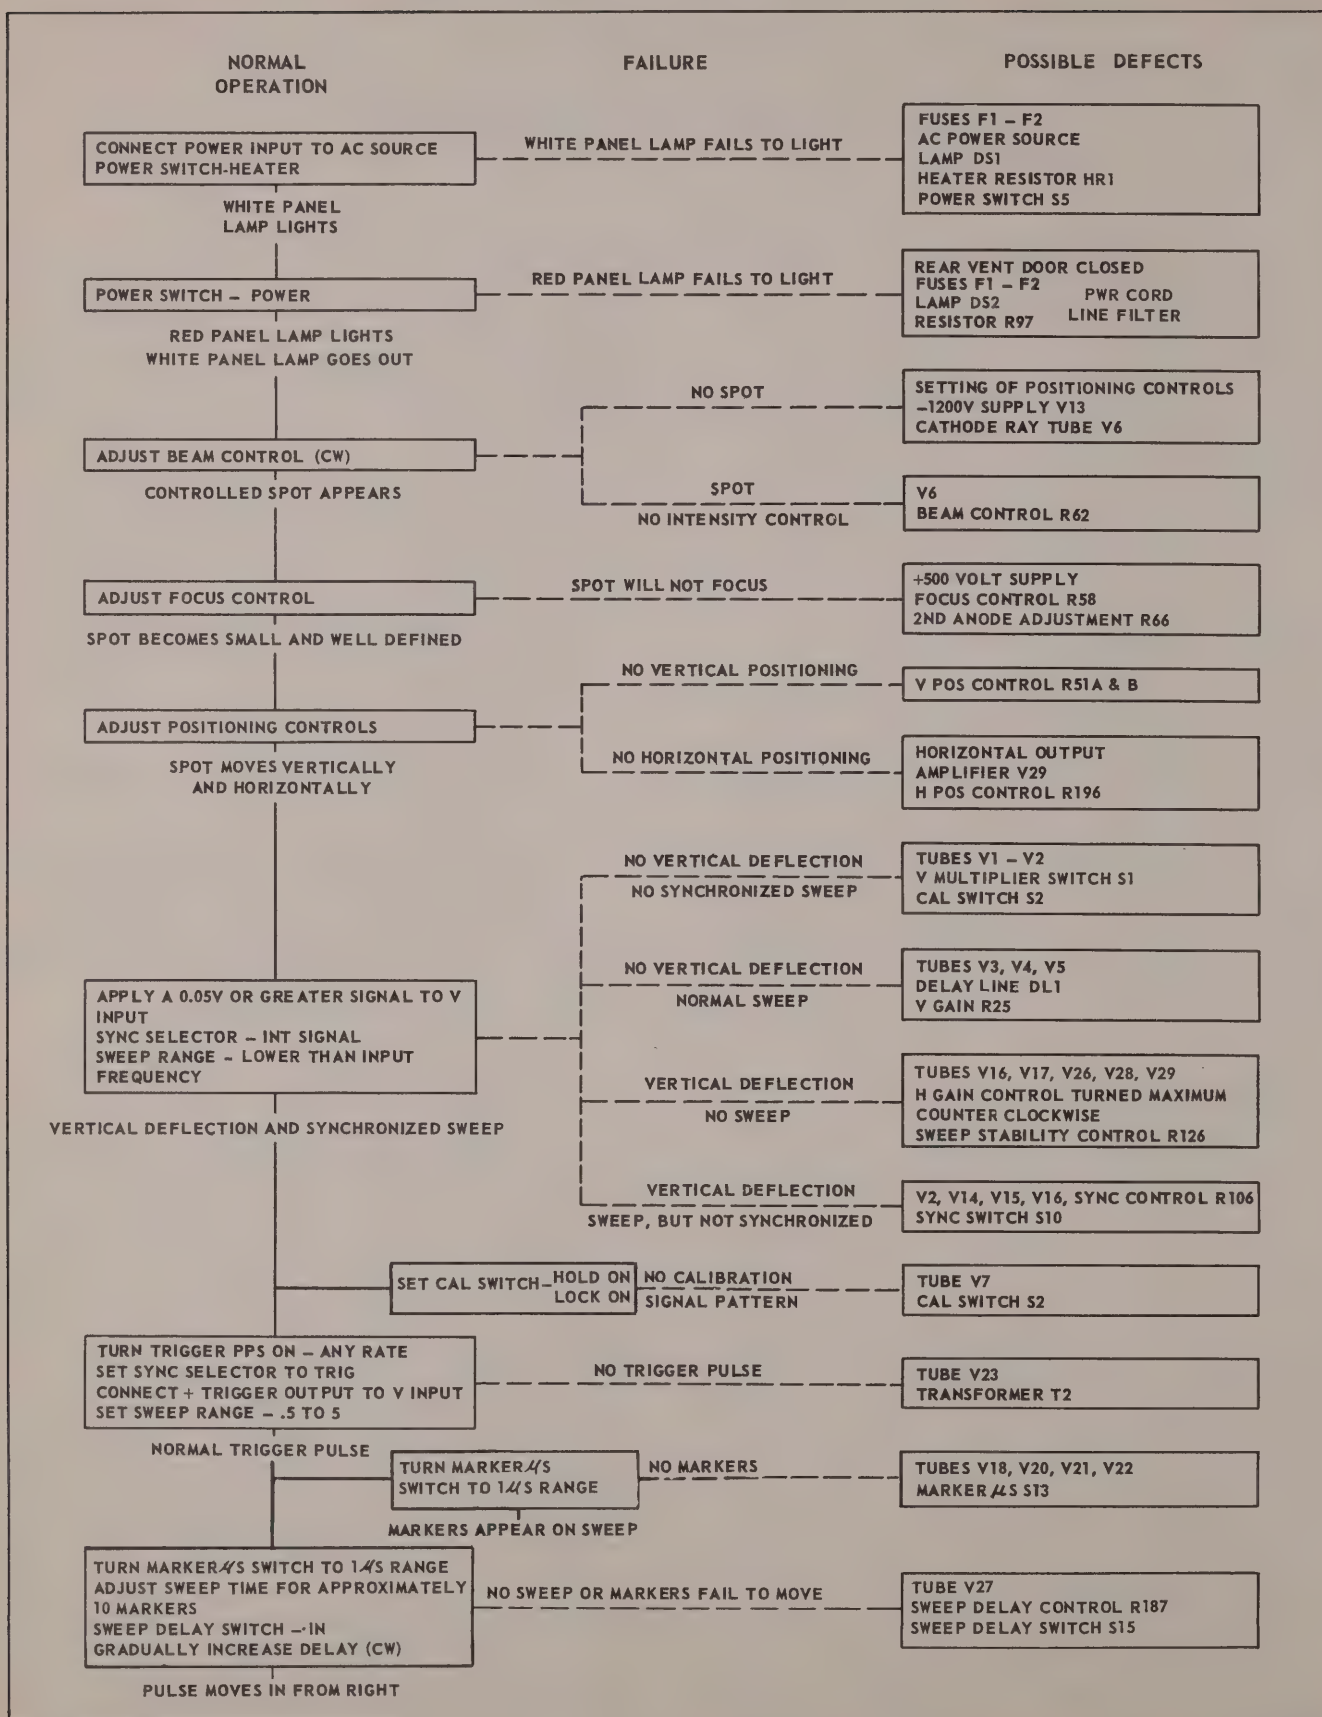 NORMAL
OPERATION
FAILURE
POSSIBLE DEFECTS
CONNECT POWER INPUT TO AC SOURCE
POWER SWITCH-HEATER
WHITE PANEL LAMP FAILS TO LIGHT
FUSES F1 – F2
AC POWER SOURCE
LAMP DS1
HEATER RESISTOR HR1
POWER SWITCH S5
WHITE PANEL
LAMP LIGHTS
POWER SWITCH – POWER
RED PANEL LAMP FAILS TO LIGHT
REAR VENT DOOR CLOSED
FUSES F1 – F2
LAMP DS2
RESISTOR R97
PWR CORD
LINE FILTER
RED PANEL LAMP LIGHTS
WHITE PANEL LAMP GOES OUT
ADJUST BEAM CONTROL (CW)
NO SPOT
SETTING OF POSITIONING CONTROLS
–1200V SUPPLY V13
CATHODE RAY TUBE V6
SPOT
NO INTENSITY CONTROL
V6
BEAM CONTROL R62
CONTROLLED SPOT APPEARS
ADJUST FOCUS CONTROL
SPOT WILL NOT FOCUS
+500 VOLT SUPPLY
FOCUS CONTROL R58
2ND ANODE ADJUSTMENT R66
SPOT BECOMES SMALL AND WELL DEFINED
ADJUST POSITIONING CONTROLS
NO VERTICAL POSITIONING
V POS CONTROL R51A & B
NO HORIZONTAL POSITIONING
HORIZONTAL OUTPUT
AMPLIFIER V29
H POS CONTROL R196
SPOT MOVES VERTICALLY
AND HORIZONTALLY
APPLY A 0.05V OR GREATER SIGNAL TO V
INPUT
SYNC SELECTOR – INT SIGNAL
SWEEP RANGE – LOWER THAN INPUT
FREQUENCY
NO VERTICAL DEFLECTION
NO SYNCHRONIZED SWEEP
TUBES V1 – V2
V MULTIPLIER SWITCH S1
CAL SWITCH S2
NO VERTICAL DEFLECTION
NORMAL SWEEP
TUBES V3, V4, V5
DELAY LINE DL1
V GAIN R25
VERTICAL DEFLECTION
NO SWEEP
TUBES V16, V17, V26, V28, V29
H GAIN CONTROL TURNED MAXIMUM
COUNTER CLOCKWISE
SWEEP STABILITY CONTROL R126
VERTICAL DEFLECTION
SWEEP, BUT NOT SYNCHRONIZED
V2, V14, V15, V16, SYNC CONTROL R106
SYNC SWITCH S10
VERTICAL DEFLECTION AND SYNCHRONIZED SWEEP
SET CAL SWITCH– HOLD ON
LOCK ON
NO CALIBRATION
SIGNAL PATTERN
TUBE V7
CAL SWITCH S2
TURN TRIGGER PPS ON – ANY RATE
SET SYNC SELECTOR TO TRIG
CONNECT + TRIGGER OUTPUT TO V INPUT
SET SWEEP RANGE – .5 TO 5
NO TRIGGER PULSE
TUBE V23
TRANSFORMER T2
NORMAL TRIGGER PULSE
TURN MARKER μS
SWITCH TO 1μS RANGE
NO MARKERS
TUBES V18, V20, V21, V22
MARKER μS S13
MARKERS APPEAR ON SWEEP
TURN MARKER μS SWITCH TO 1μS RANGE
ADJUST SWEEP TIME FOR APPROXIMATELY
10 MARKERS
SWEEP DELAY SWITCH – IN
GRADUALLY INCREASE DELAY (CW)
NO SWEEP OR MARKERS FAIL TO MOVE
TUBE V27
SWEEP DELAY CONTROL R187
SWEEP DELAY SWITCH S15
PULSE MOVES IN FROM RIGHT